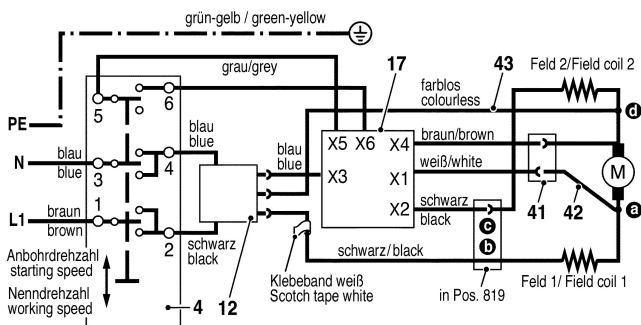 grün-gelb / green-yellow
grau/grey
17
43
farblos
colourless
Feld 2/Field coil 2
5
6
PE
X5 X6 X4
braun/brown
d
blau
blue
blau
blue
N
blau
blue
3
4
X3
weiß/white
X1
M
1
L1
braun
brown
2
schwarz
black
schwarz
black
X2
41
42
a
c
b
schwarz/black
Anbohrdrehzahl
starting speed
Nenndrehzahl
working speed
4
12
Klebeband weiß
Scotch tape white
in Pos. 819
Feld 1/ Field coil 1